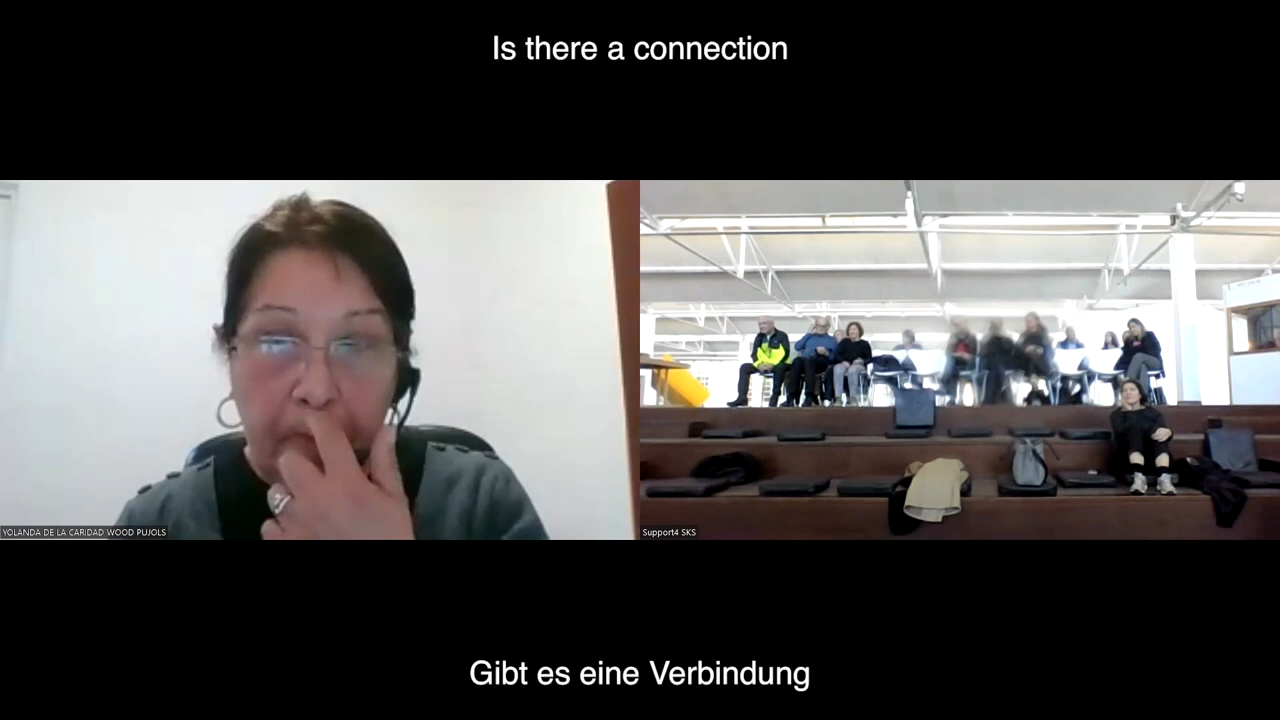 Is there a connection
YOLANDA DE LA CARIDAD WOOD PUJOLS
Support4 SKS
Gibt es eine Verbindung